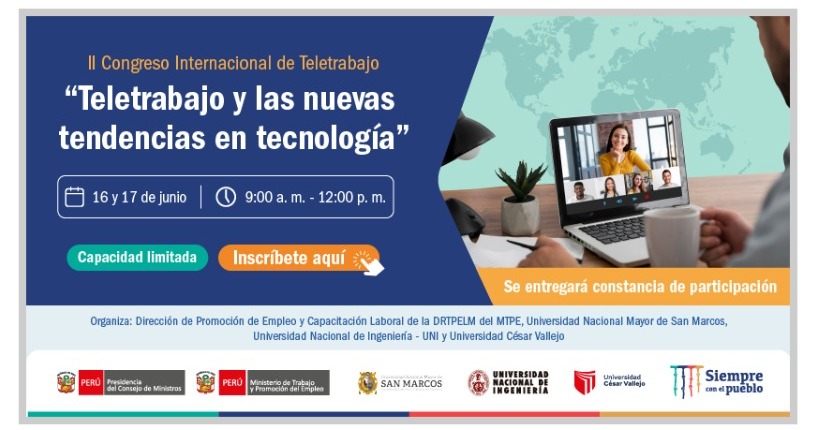 II Congreso Internacional de Teletrabajo
“Teletrabajo y las nuevas
tendencias en tecnología”
16 y 17 de junio
9:00 a. m. - 12:00 p. m.
Capacidad limitada
Inscríbete aquí
Se entregará constancia de participación
Organiza: Dirección de Promoción de Empleo y Capacitación Laboral de la DRTPELM del MTPE, Universidad Nacional Mayor de San Marcos,
Universidad Nacional de Ingeniería - UNI y Universidad César Vallejo
PERÚ
Presidencia
del Consejo de Ministros
PERÚ
Ministerio de Trabajo
y Promoción del Empleo
SAN MARCOS
UNIVERSIDAD
NACIONAL DE
INGENIERÍA
Universidad
César Vallejo
Siempre
con el pueblo